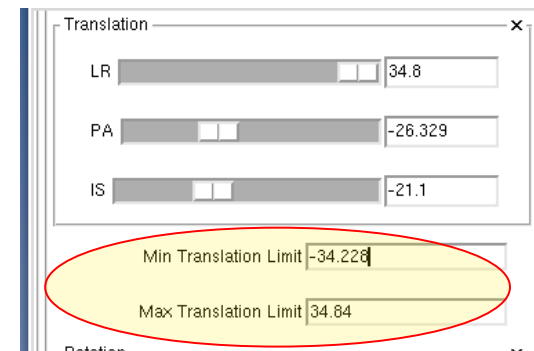 Translation
LR 34.8
PA -26.329
IS -21.1
Min Translation Limit -34.228
Max Translation Limit 34.84
Rotation